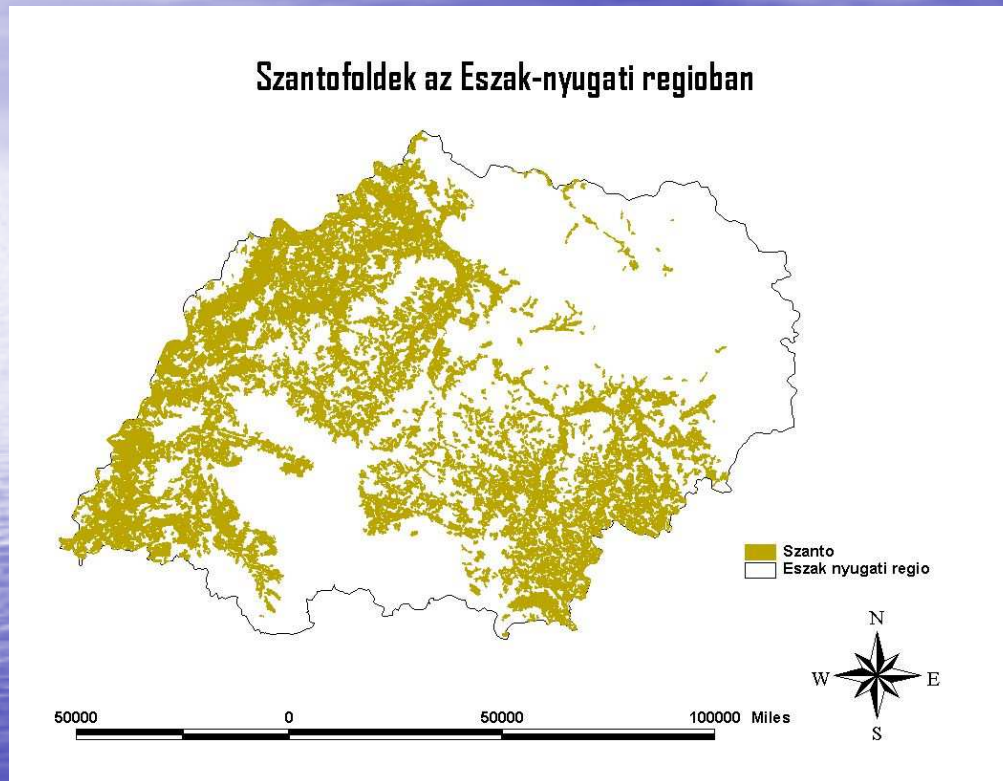 Szantofoldek az Eszak-nyugati regioban
Szanto
Eszak nyugati regio
N
W E
S
50000 0 50000 100000 Miles